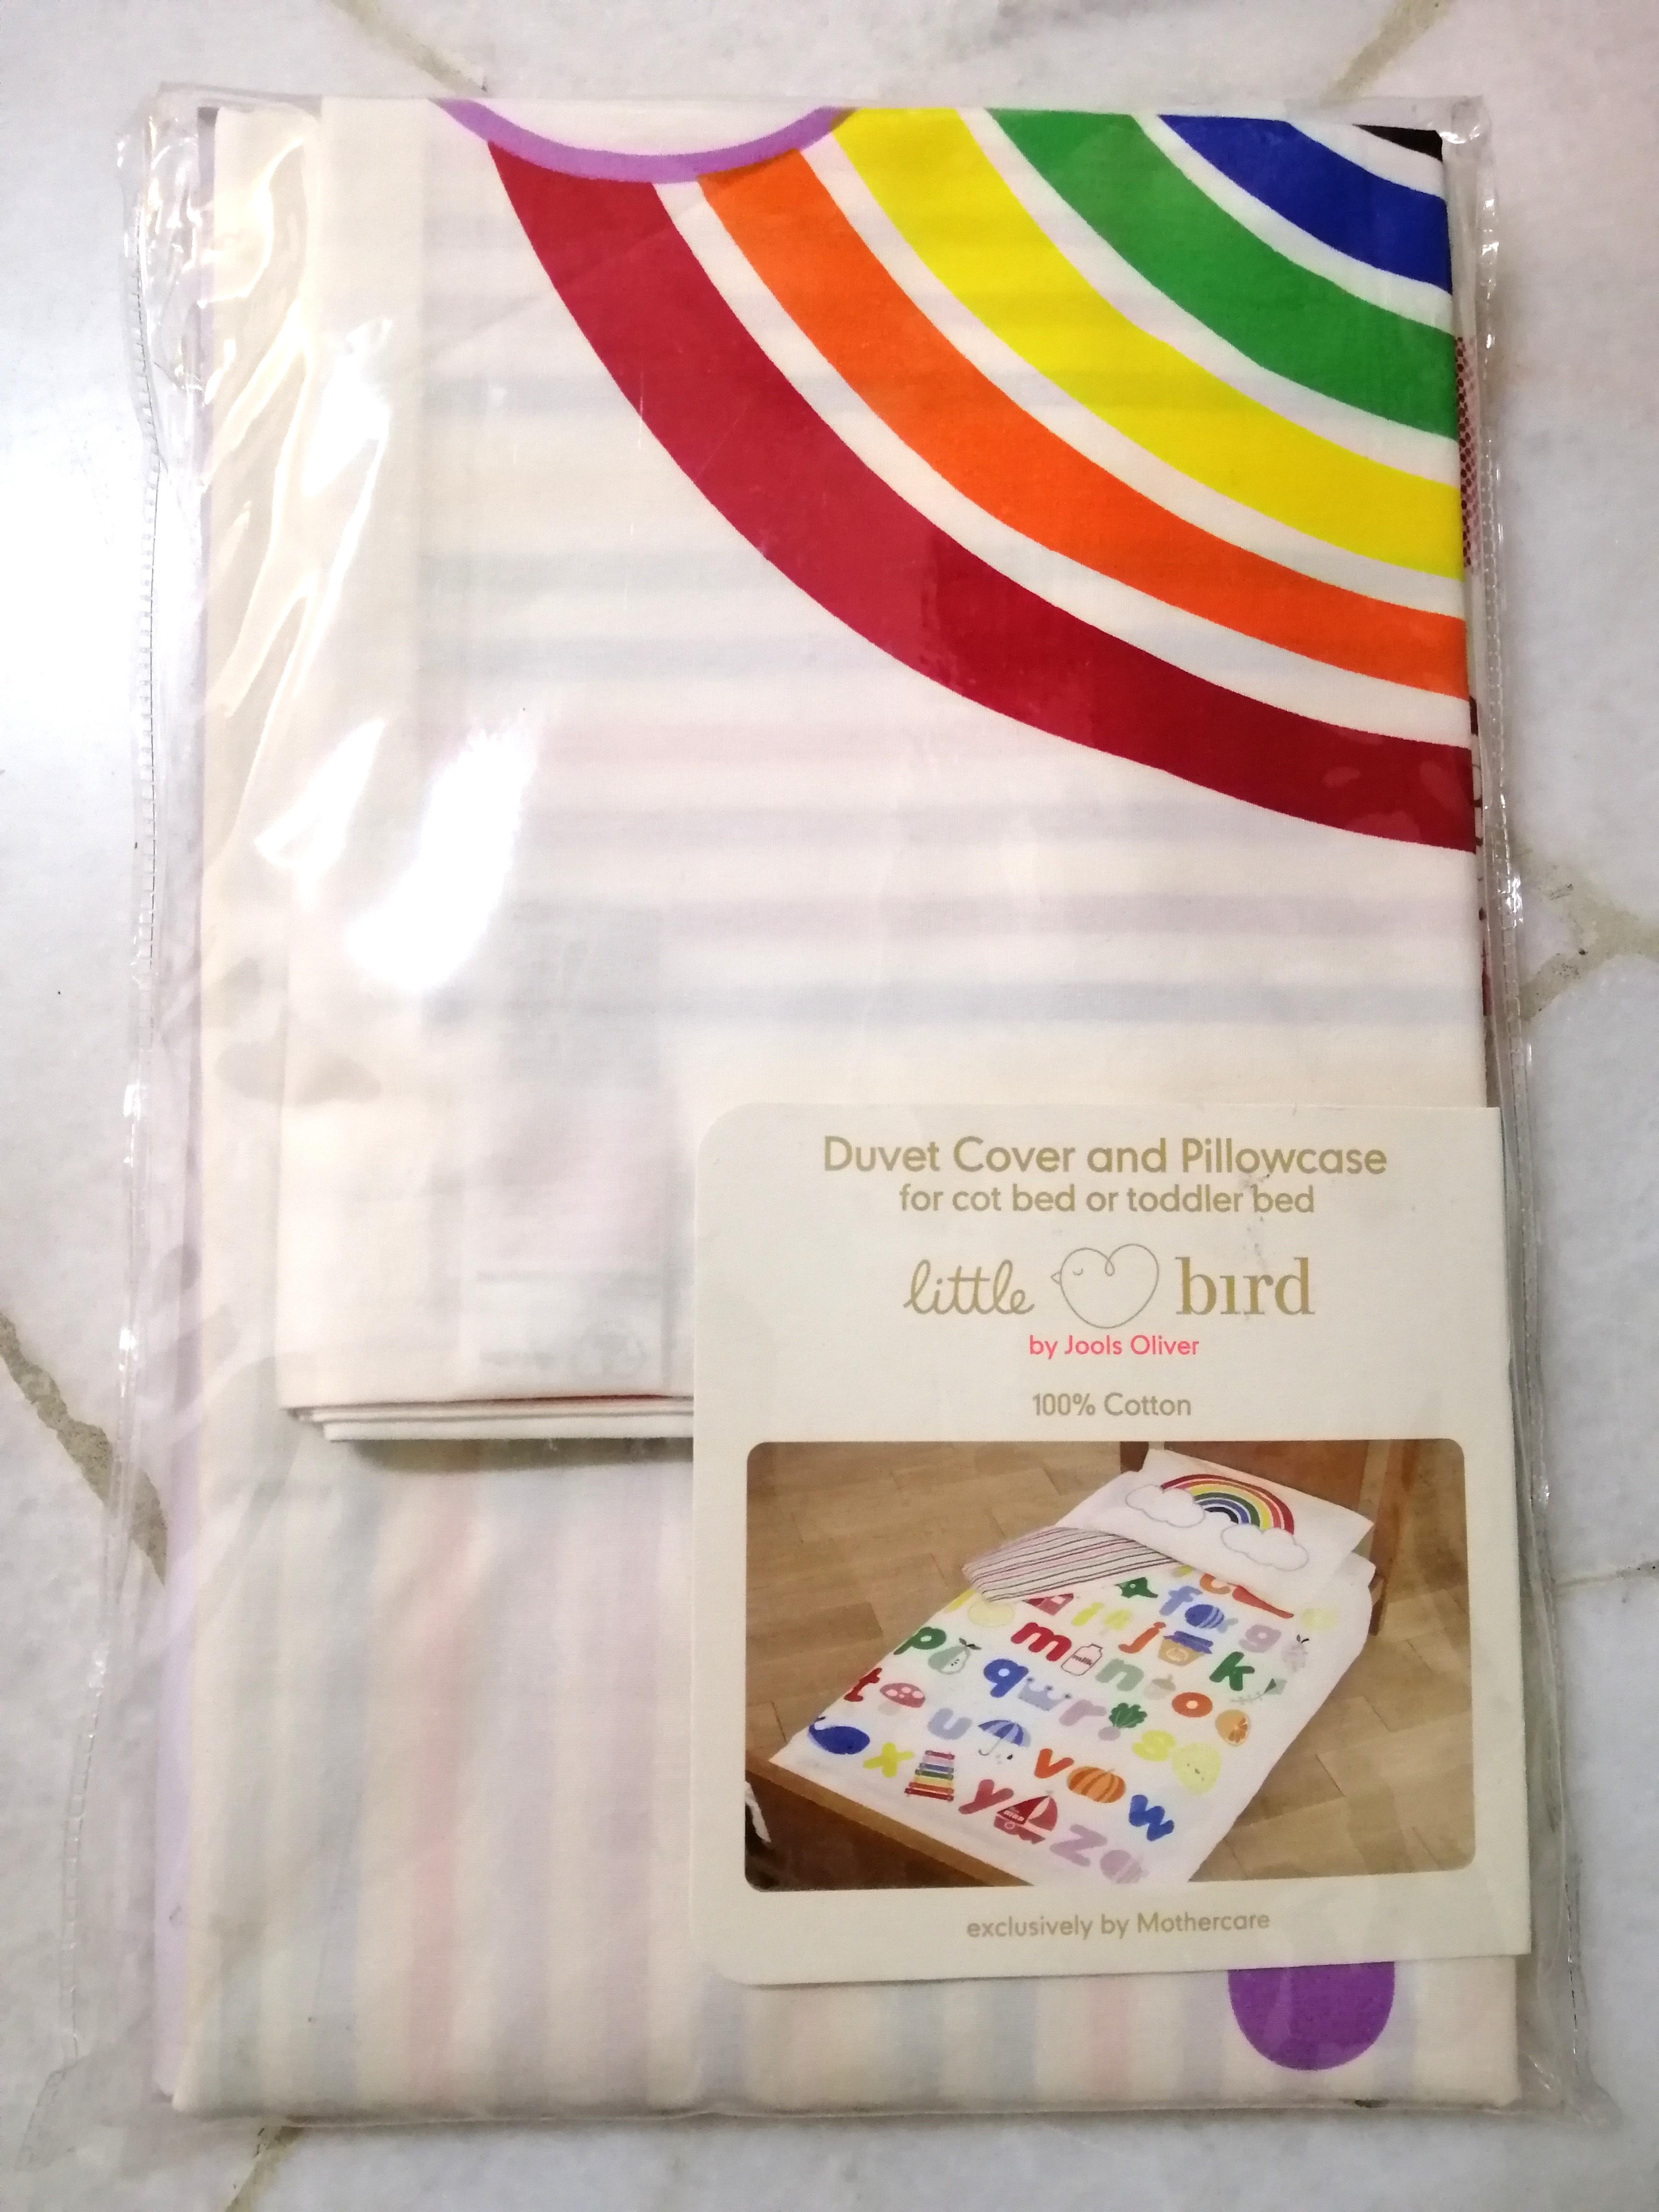 Duvet Cover and Pillowcase
for cot bed or toddler bed
little bird
by Jools Oliver
100% Cotton
f g
m n j k
p q r o
t u s
x v w
y z
exclusively by Mothercare